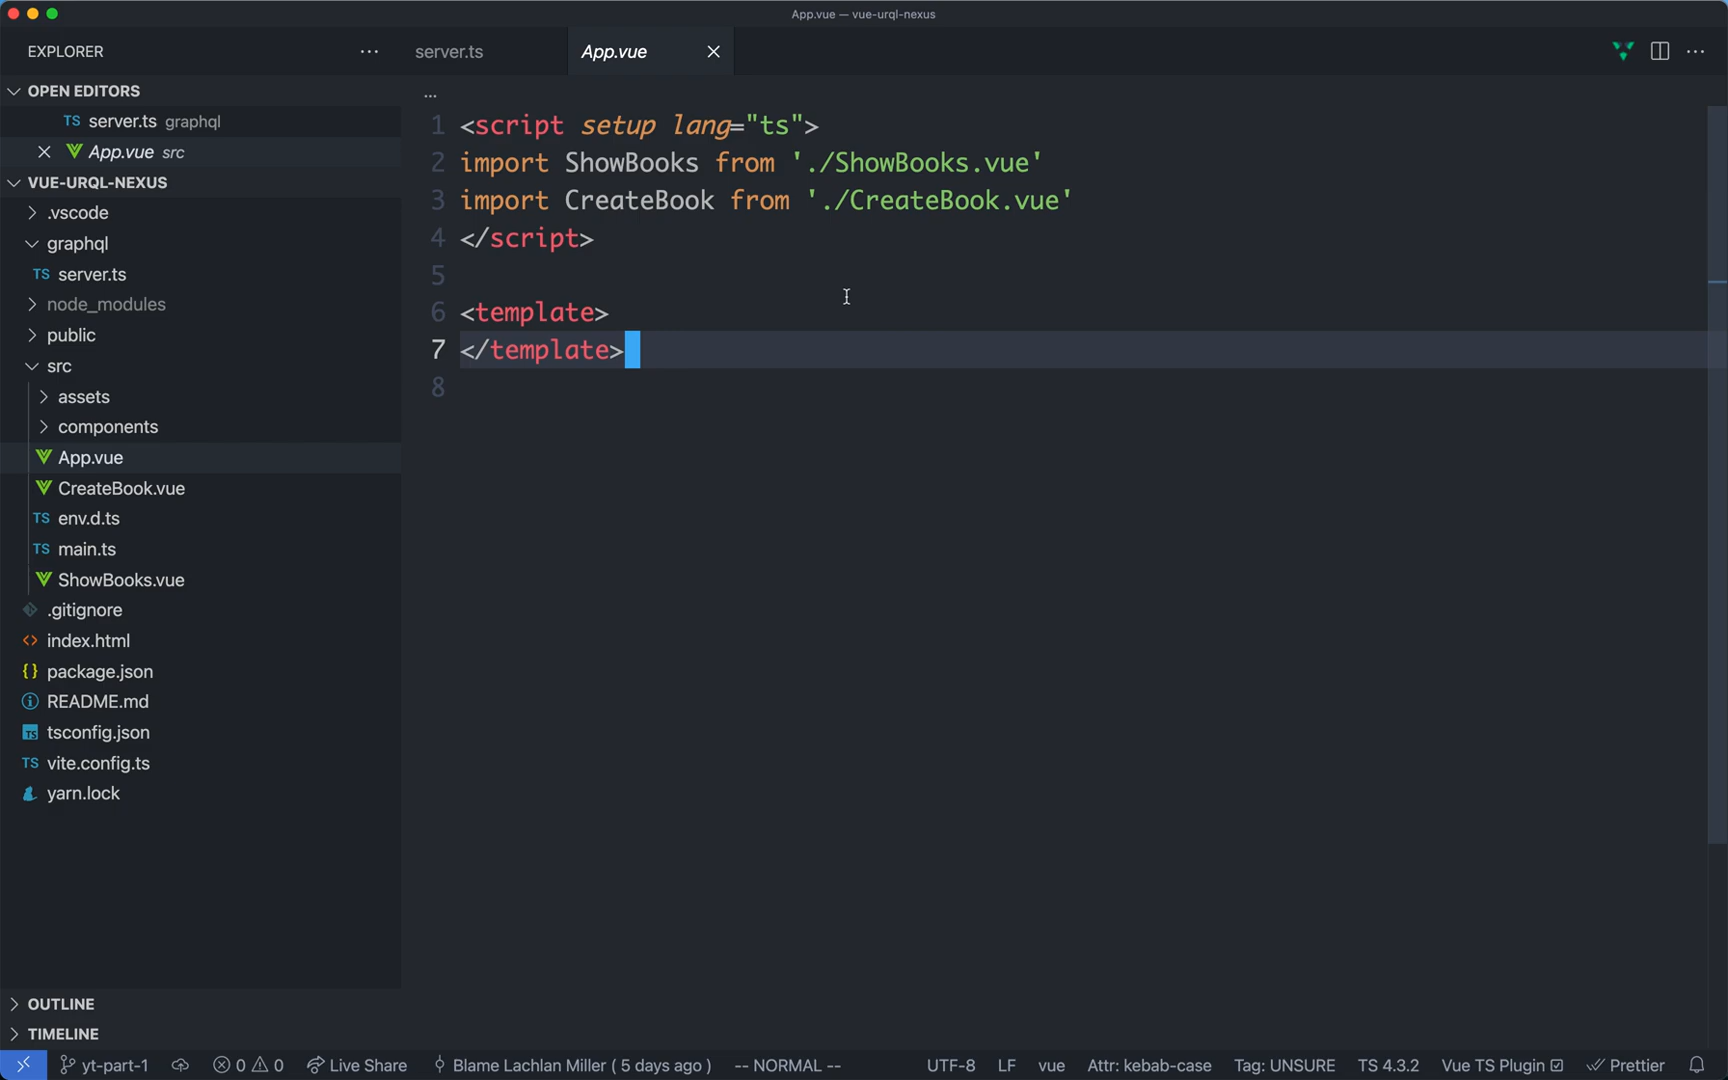 App.vue — vue-urql-nexus
EXPLORER
...
server.ts
App.vue
...
OPEN EDITORS
TS server.ts graphql
App.vue src
VUE-URQL-NEXUS
.vscode
graphql
TS server.ts
node_modules
public
src
assets
components
App.vue
CreateBook.vue
TS env.d.ts
TS main.ts
ShowBooks.vue
.gitignore
<> index.html
{} package.json
README.md
TS tsconfig.json
TS vite.config.ts
yarn.lock
OUTLINE
TIMELINE
...
1 <script setup lang="ts">
2 import ShowBooks from './ShowBooks.vue'
3 import CreateBook from './CreateBook.vue'
4 </script>
5
6 <template>
7 </template>
8
yt-part-1
0
0
Live Share
Blame Lachlan Miller ( 5 days ago )
-- NORMAL --
UTF-8
LF
vue
Attr: kebab-case
Tag: UNSURE
TS 4.3.2
Vue TS Plugin
Prettier